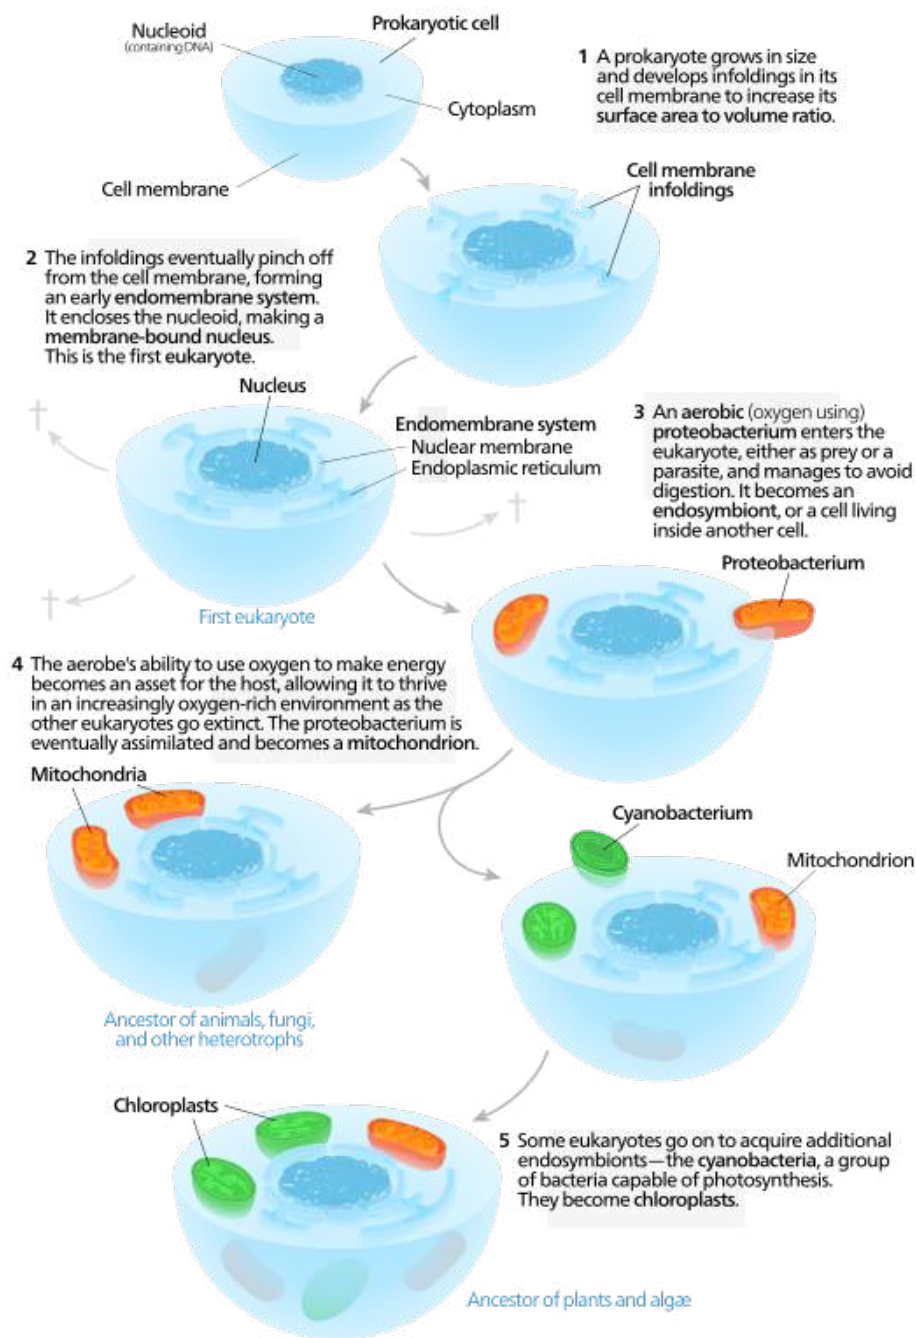 Nucleoid
(containing DNA)
Prokaryotic cell
Cytoplasm
Cell membrane
1 A prokaryote grows in size
and develops infoldings in its
cell membrane to increase its
surface area to volume ratio.
Cell membrane
infoldings
2 The infoldings eventually pinch off
from the cell membrane, forming
an early endomembrane system.
It encloses the nucleoid, making a
membrane-bound nucleus.
This is the first eukaryote.
Nucleus
Endomembrane system
Nuclear membrane
Endoplasmic reticulum
First eukaryote
3 An aerobic (oxygen using)
proteobacterium enters the
eukaryote, either as prey or a
parasite, and manages to avoid
digestion. It becomes an
endosymbiont, or a cell living
inside another cell.
Proteobacterium
4 The aerobe's ability to use oxygen to make energy
becomes an asset for the host, allowing it to thrive
in an increasingly oxygen-rich environment as the
other eukaryotes go extinct. The proteobacterium is
eventually assimilated and becomes a mitochondrion.
Mitochondria
Ancestor of animals, fungi,
and other heterotrophs
Cyanobacterium
Mitochondrion
Chloroplasts
5 Some eukaryotes go on to acquire additional
endosymbionts—the cyanobacteria, a group
of bacteria capable of photosynthesis.
They become chloroplasts.
Ancestor of plants and algæ